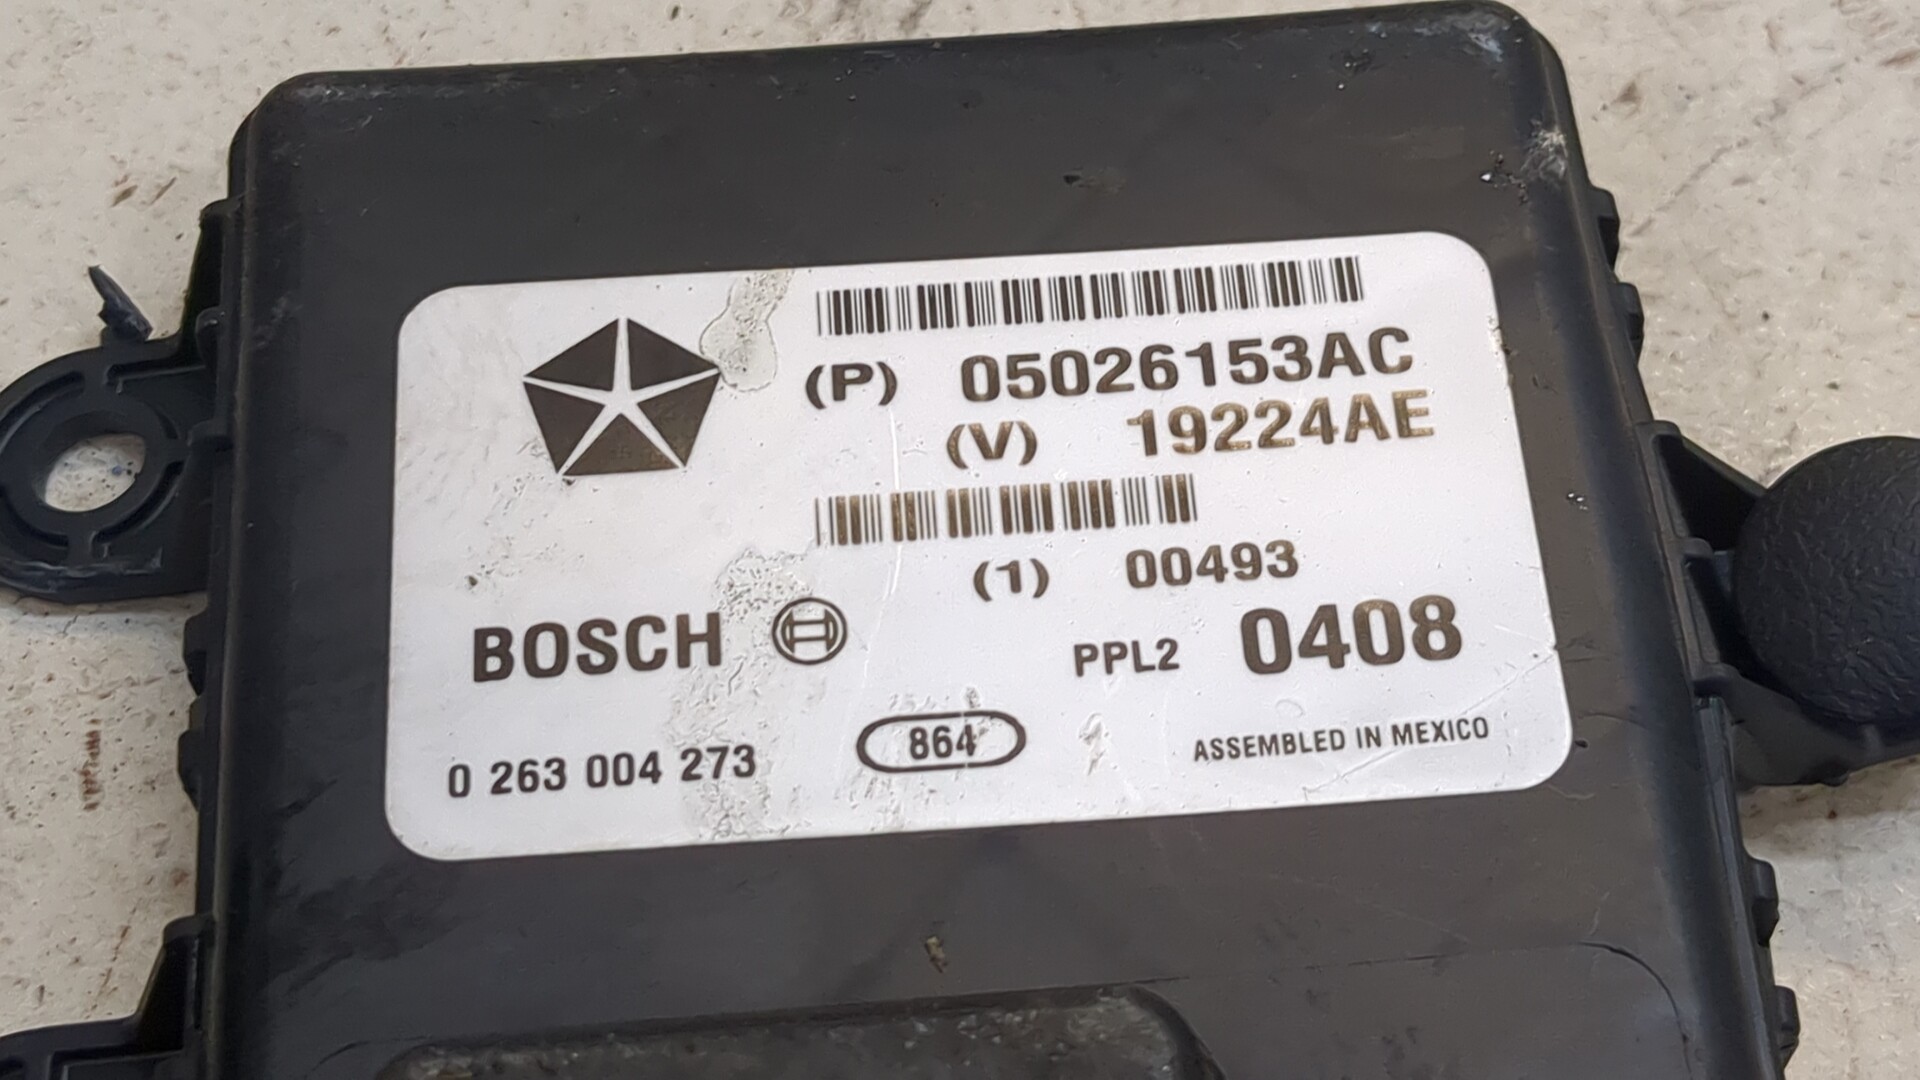 (P) 05026153AC
(V) 19224AE
(1) 00493
BOSCH
PPL2 0408
0 263 004 273
864
ASSEMBLED IN MEXICO